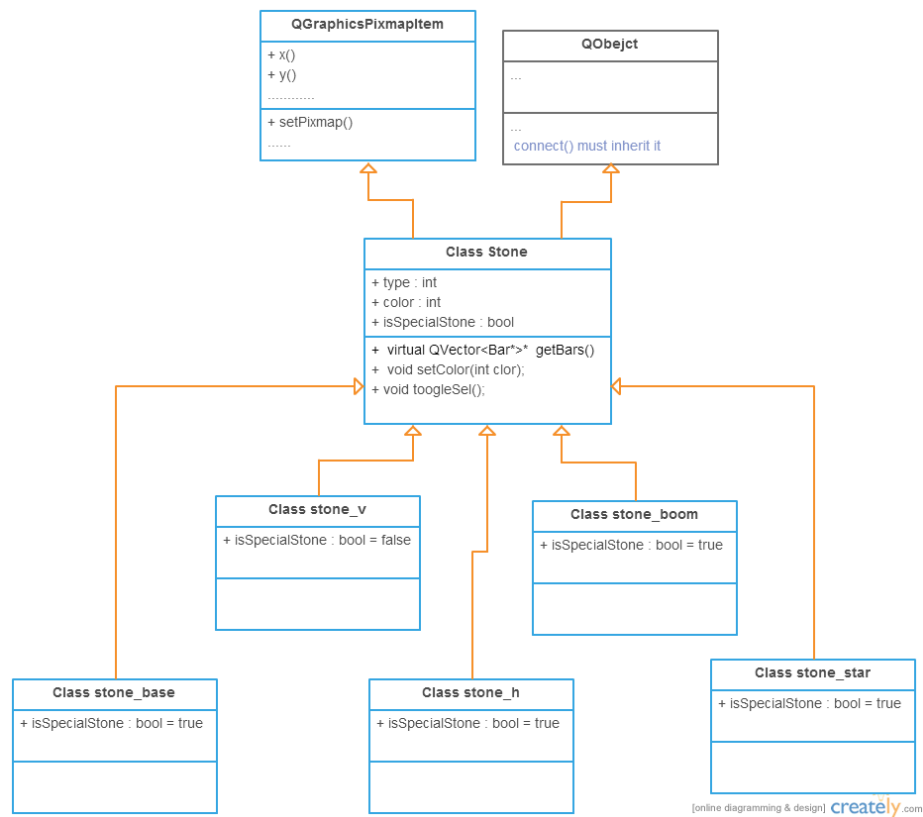 QGraphicsPixmapItem
+ x()
+ y()
............
+ setPixmap()
......
QObejct
...
...
connect() must inherit it
Class Stone
+ type : int
+ color : int
+ isSpecialStone : bool
+ virtual QVector<Bar*>* getBars()
+ void setColor(int clor);
+ void toogleSel();
Class stone_v
+ isSpecialStone : bool = false
Class stone_boom
+ isSpecialStone : bool = true
Class stone_base
+ isSpecialStone : bool = true
Class stone_h
+ isSpecialStone : bool = true
Class stone_star
+ isSpecialStone : bool = true
[online diagramming & design] creately.com